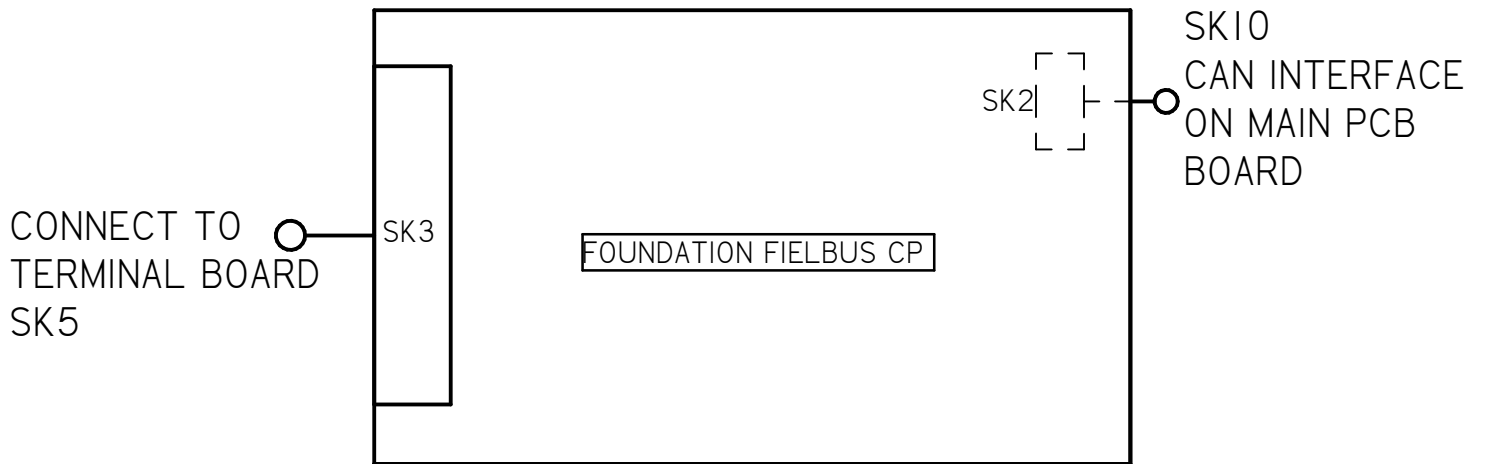 SK10
CAN INTERFACE
ON MAIN PCB
BOARD
SK2
CONNECT TO
TERMINAL BOARD
SK5
SK3
FOUNDATION FIELBUS CP